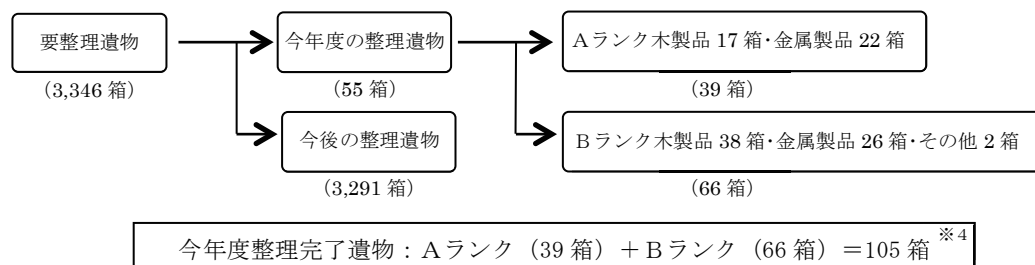 要整理遺物
(3,346 箱)
今年度の整理遺物
(55 箱)
Aランク木製品 17 箱・金属製品 22 箱
(39 箱)
今後の整理遺物
(3,291 箱)
Bランク木製品 38 箱・金属製品 26 箱・その他 2 箱
(66 箱)
今年度整理完了遺物：Aランク（39 箱）＋Bランク（66 箱）＝105 箱 ※4